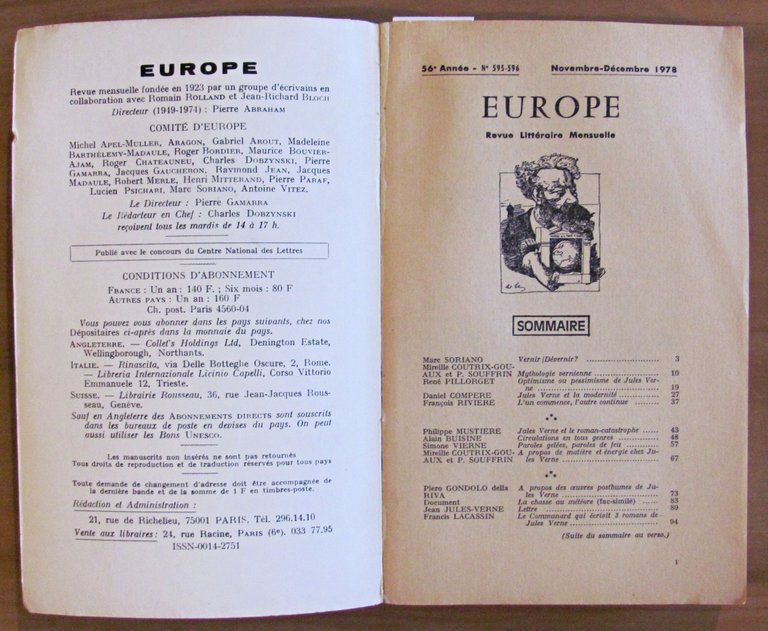 EUROPE
Revue mensuelle fondée en 1923 par un groupe d'écrivains en
collaboration avec Romain ROLLAND et Jean-Richard BLOCH
Directeur (1949-1974) : Pierre ABRAHAM
COMITÉ D'EUROPE
Michel APEL-MULLER, ARAGON, Gabriel AROUT, Madeleine
BARTHÉLEMY-MADAULE, Roger BORDIER, Maurice BOUVIER-
AJAM, Roger CHATEAUNEU, Charles DOBZYNSKI, Pierre
GAMARRA, Jacques GAUCHERON, Raymond JEAN, Jacques
MADAULE, Robert MERLE, Henri MITTERAND, Pierre PARAF,
Lucien PSICHARI, Marc SORIANO, Antoine VITEZ.
Le Directeur : Pierre GAMARRA
Le Rédacteur en Chef : Charles DOBZYNSKI
reçoivent tous les mardis de 14 à 17 h.
Publié avec le concours du Centre National des Lettres
CONDITIONS D'ABONNEMENT
FRANCE : Un an : 140 F. ; Six mois : 80 F
AUTRES PAYS : Un an : 160 F
Ch. post. Paris 4560-04
Vous pouvez vous abonner dans les pays suivants, chez nos
Dépositaires ci-après dans la monnaie du pays.
ANGLETERRE. — Collet's Holdings Ltd, Denington Estate,
Wellingborough, Northants.
ITALIE. — Rinascita, via Delle Botteghe Oscure, 2, Rome.
— Libreria Internazionale Licinio Capelli, Corso Vittorio
Emmanuele 12, Trieste.
SUISSE. — Librairie Rousseau, 36, rue Jean-Jacques Rous-
seau, Genève.
Sauf en Angleterre des ABONNEMENTS DIRECTS sont souscrits
dans les bureaux de poste en devises du pays. On peut
aussi utiliser les Bons UNESCO.
Les manuscrits non insérés ne sont pas retournés
Tous droits de reproduction et de traduction réservés pour tous pays
Toute demande de changement d'adresse doit être accompagnée de
la dernière bande et de la somme de 1 F en timbres-poste.
Rédaction et Administration :
21, rue de Richelieu, 75001 PARIS. Tél. 296.14.10
Vente aux libraires : 24, rue Racine, PARIS (6e). 033 77.95
ISSN-0014-2751
56e Année - N° 595-596 Novembre-Décembre 1978
EUROPE
Revue Littéraire Mensuelle
SOMMAIRE
Marc SORIANO Vernir [Dévernir? 3
Mireille COUTRIX-GOU-
AUX et P. SOUFFRIN Mythologie vernienne 10
René PILLORGET Optimisme ou pessimisme de Jules Ver-
ne 19
Daniel COMPERE Jules Verne et la modernité 27
François RIVIERE L'un commence, l'autre continue 37
Philippe MUSTIERE Jules Verne et le roman-catastrophe 43
Alain BUISINE Circulations en tous genres 48
Simone VIERNE Paroles gelées, paroles de feu 57
Mireille COUTRIX-GOU- A propos de matière et énergie chez Ju-
AUX et P. SOUFFRIN les Verne 67
Piero GONDOLO della A propos des œuvres posthumes de Ju-
RIVA les Verne 73
Document La chasse au météore (fac-similé) 83
Jean JULES-VERNE Lettre 89
Francis LACASSIN Le Communard qui écrivit 3 romans de
Jules Verne 94
(Suite du sommaire au verso.)
1